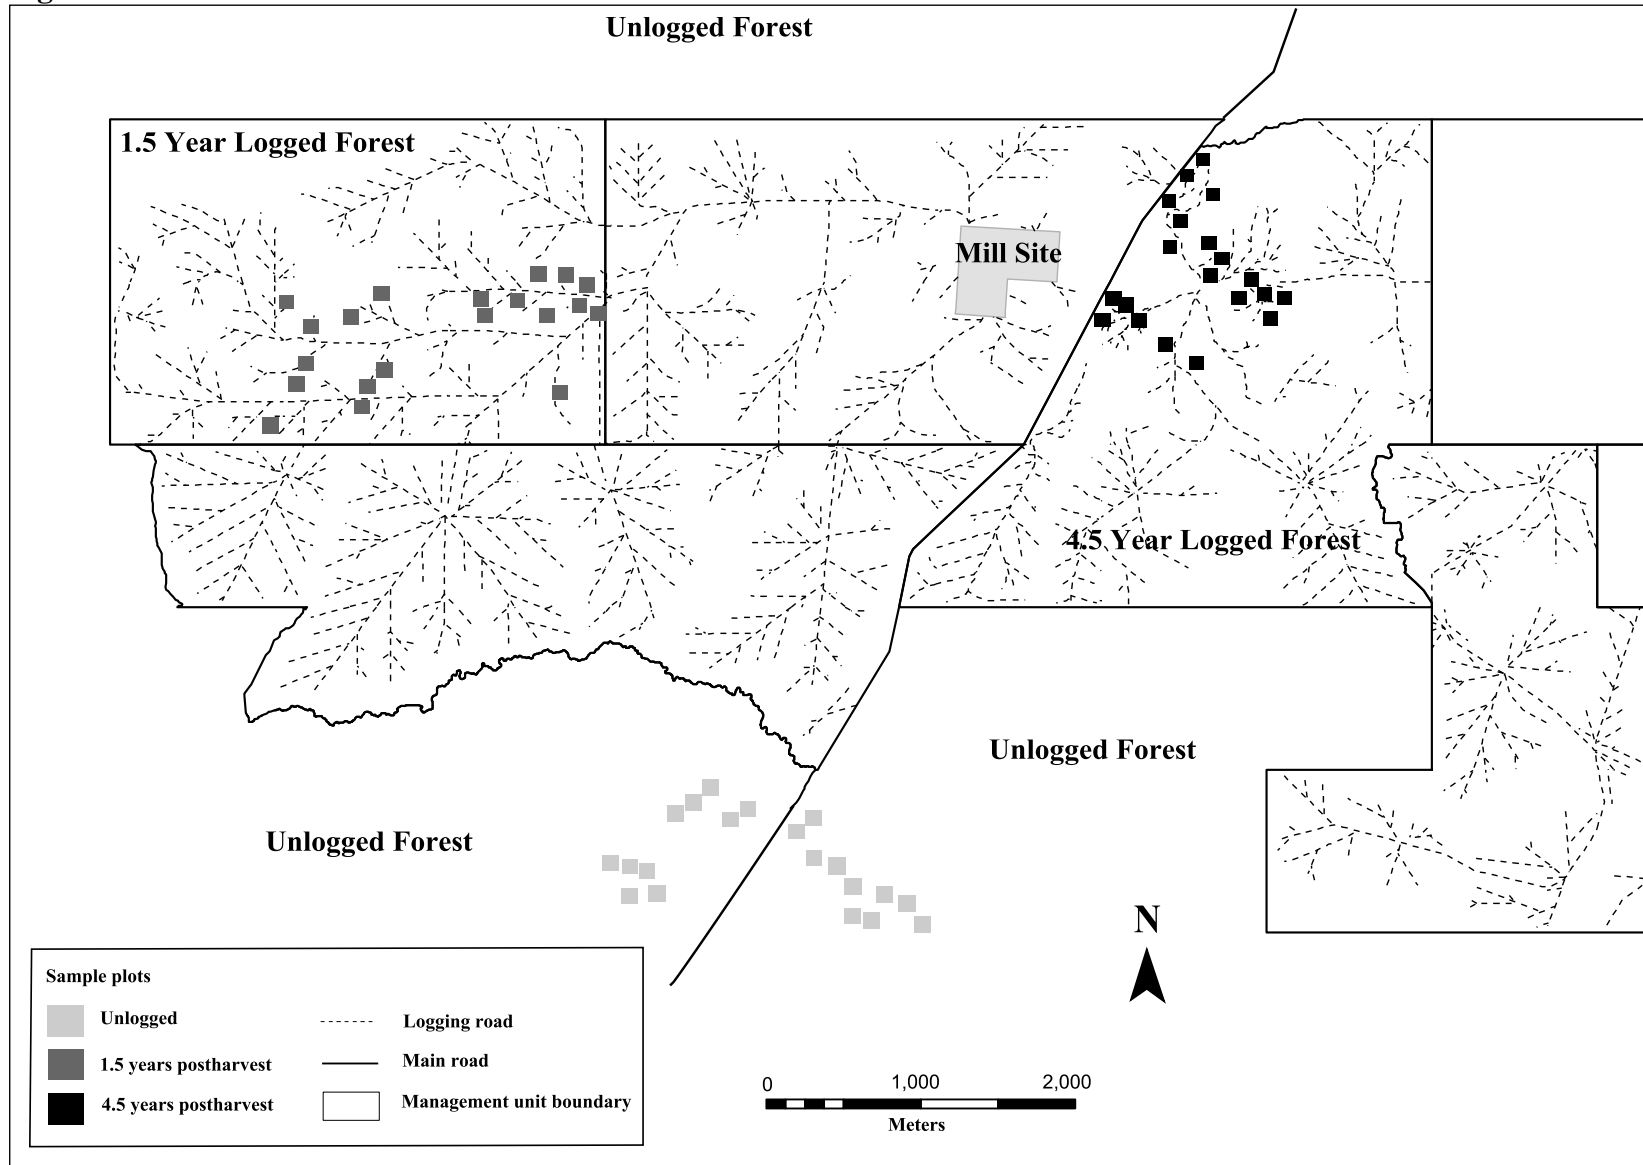 Unlogged Forest
1.5 Year Logged Forest
Mill Site
4.5 Year Logged Forest
Unlogged Forest
Unlogged Forest
N
Sample plots
Unlogged
Logging road
1.5 years postharvest
Main road
4.5 years postharvest
Management unit boundary
0 1,000 2,000
Meters